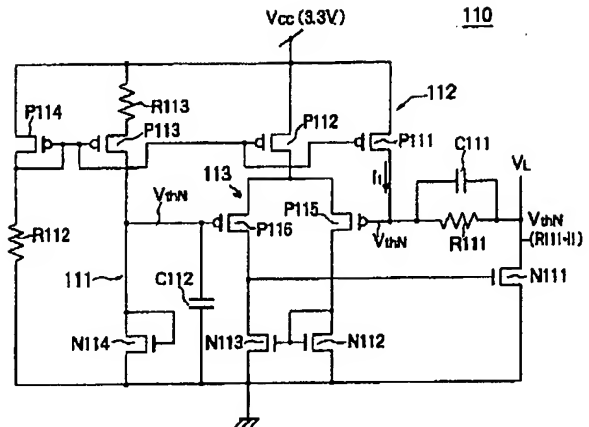 110
Vcc (3.3V)
R113
112
P114
P113
P112
P111
C111
VL
I1
113
VthN
P115
VthN
VthN
R111
-(R111·I1)
R112
P116
N111
111
C112
N114
N113
N112